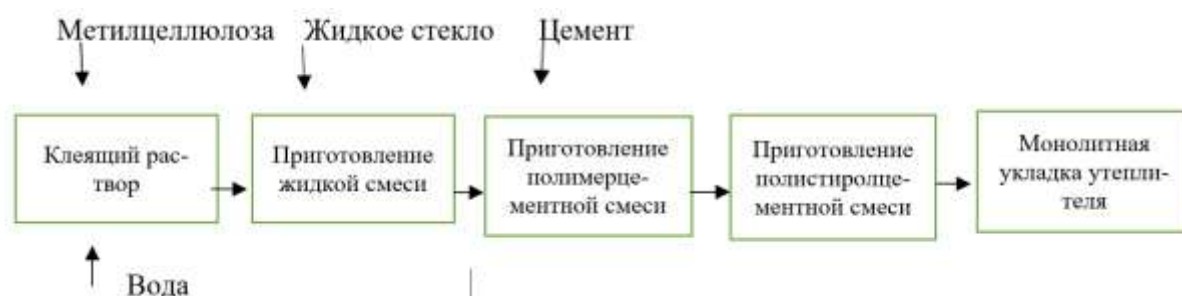 Метилцеллюлоза Жидкое стекло Цемент
Клеящий рас-
твор
Приготовление
жидкой смеси
Приготовление
полимерце-
ментной смеси
Приготовление
полистиролце-
ментной смеси
Монолитная
укладка утепли-
теля
Вода